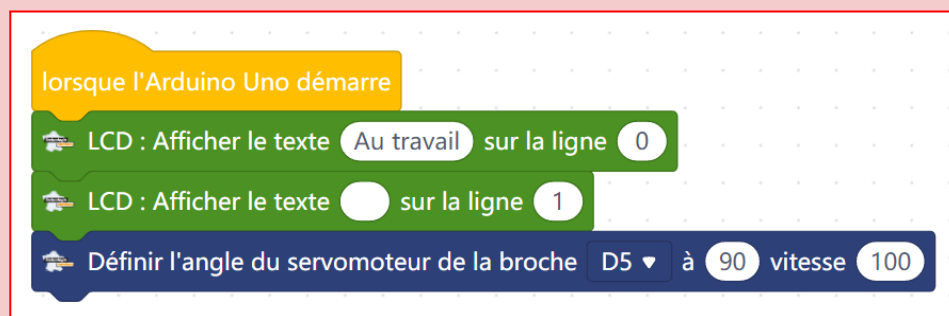 lorsque l'Arduino Uno démarre
LCD : Afficher le texte Au travail sur la ligne 0
LCD : Afficher le texte sur la ligne 1
Définir l'angle du servomoteur de la broche D5 ▼ à 90 vitesse 100